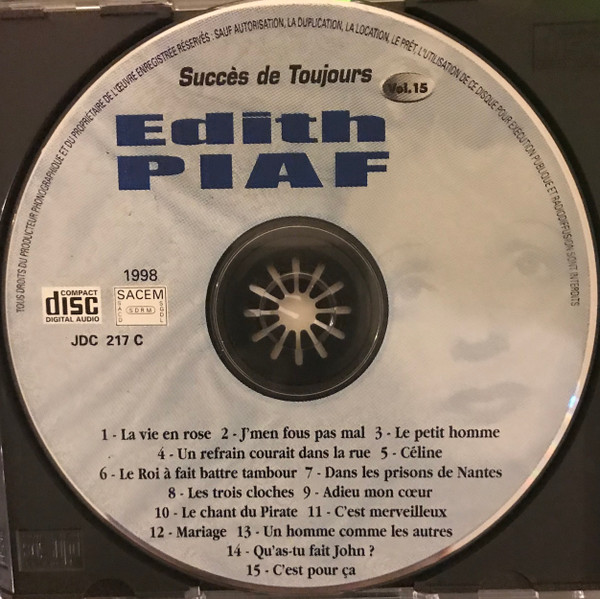 TOUS DROITS DU PRODUCTEUR PHONOGRAPHIQUE ET DU PROPRIÉTAIRE DE L'ŒUVRE ENREGISTRÉE RÉSERVÉS : SAUF AUTORISATION, LA DUPLICATION, LA LOCATION, LE PRÊT, L'UTILISATION DE CE DISQUE POUR EXÉCUTION PUBLIQUE ET RADIODIFFUSION SONT INTERDITS
Succès de Toujours
Vol.15
Edith
PIAF
1998
COMPACT
disc
DIGITAL AUDIO
SACEM
SACD
SDRM
SGDL
JDC 217 C
1 - La vie en rose 2 - J'men fous pas mal 3 - Le petit homme
4 - Un refrain courait dans la rue 5 - Céline
6 - Le Roi à fait battre tambour 7 - Dans les prisons de Nantes
8 - Les trois cloches 9 - Adieu mon cœur
10 - Le chant du Pirate 11 - C'est merveilleux
12 - Mariage 13 - Un homme comme les autres
14 - Qu'as-tu fait John ?
15 - C'est pour ça